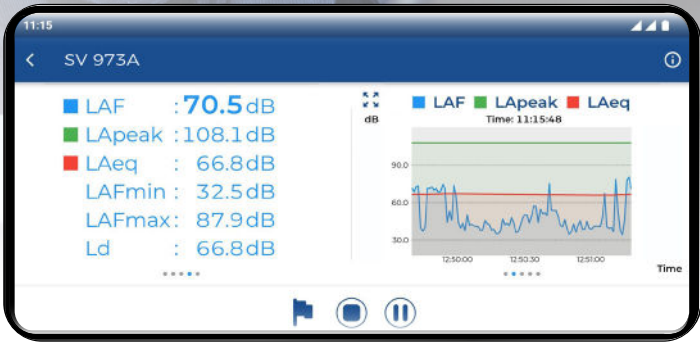 11:15
SV 973A
LAF : 70.5 dB
LApeak : 108.1 dB
LAeq : 66.8 dB
LAFmin : 32.5 dB
LAFmax : 87.9 dB
Ld : 66.8 dB
dB
LAF LApeak LAeq
Time: 11:15:48
90.0
60.0
30.0
12:50:00 12:50:30 12:51:00
Time